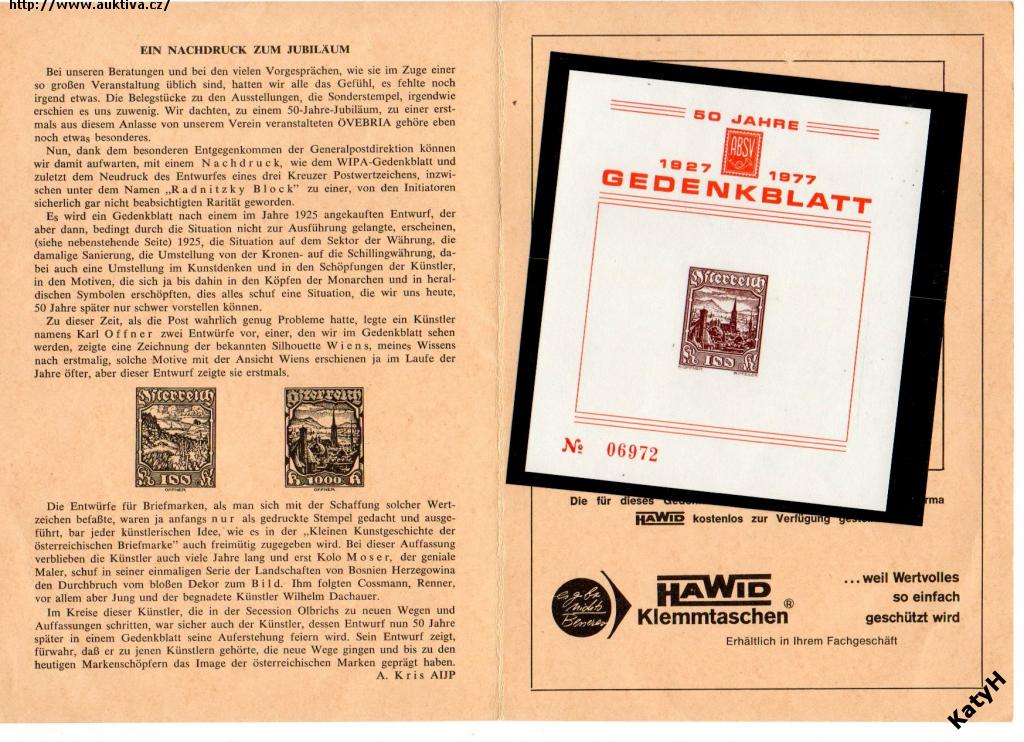 http://www.auktiva.cz/
EIN NACHDRUCK ZUM JUBILÄUM
Bei unseren Beratungen und bei den vielen Vorgesprächen, wie sie im Zuge einer
so großen Veranstaltung üblich sind, hatten wir alle das Gefühl, es fehlte noch
irgend etwas. Die Belegstücke zu den Ausstellungen, die Sonderstempel, irgendwie
erschien es uns zuwenig. Wir dachten, zu einem 50-Jahre-Jubiläum, zu einer erst-
mals aus diesem Anlasse von unserem Verein veranstalteten ÖVEBRIA gehöre eben
noch etwas besonderes.
Nun, dank dem besonderen Entgegenkommen der Generalpostdirektion können
wir damit aufwarten, mit einem Nachdruck, wie dem WIPA-Gedenkblatt und
zuletzt dem Neudruck des Entwurfes eines drei Kreuzer Postwertzeichens, inzwi-
schen unter dem Namen „Radnitzky Block" zu einer, von den Initiatoren
sicherlich gar nicht beabsichtigten Rarität geworden.
Es wird ein Gedenkblatt nach einem im Jahre 1925 angekauften Entwurf, der
aber dann, bedingt durch die Situation nicht zur Ausführung gelangte, erscheinen,
(siehe nebenstehende Seite) 1925, die Situation auf dem Sektor der Währung, die
damalige Sanierung, die Umstellung von der Kronen- auf die Schillingwährung, da-
bei auch eine Umstellung im Kunstdenken und in den Schöpfungen der Künstler,
in den Motiven, die sich ja bis dahin in den Köpfen der Monarchen und in heral-
dischen Symbolen erschöpften, dies alles schuf eine Situation, die wir uns heute,
50 Jahre später nur schwer vorstellen können.
Zu dieser Zeit, als die Post wahrlich genug Probleme hatte, legte ein Künstler
namens Karl Offner zwei Entwürfe vor, einer, den wir im Gedenkblatt sehen
werden, zeigte eine Zeichnung der bekannten Silhouette Wiens, meines Wissens
nach erstmalig, solche Motive mit der Ansicht Wiens erschienen ja im Laufe der
Jahre öfter, aber dieser Entwurf zeigte sie erstmals.
Österreich Österreich
K 100 K K 1000 K
OFFNER OFFNER
Die Entwürfe für Briefmarken, als man sich mit der Schaffung solcher Wert-
zeichen befaßte, waren ja anfangs nur als gedruckte Stempel gedacht und ausge-
führt, bar jeder künstlerischen Idee, wie es in der „Kleinen Kunstgeschichte der
österreichischen Briefmarke" auch freimütig zugegeben wird. Bei dieser Auffassung
verblieben die Künstler auch viele Jahre lang und erst Kolo Moser, der geniale
Maler, schuf in seiner einmaligen Serie der Landschaften von Bosnien Herzegowina
den Durchbruch vom bloßen Dekor zum Bild. Ihm folgten Cossmann, Renner,
vor allem aber Jung und der begnadete Künstler Wilhelm Dachauer.
Im Kreise dieser Künstler, die in der Secession Olbrichs zu neuen Wegen und
Auffassungen schritten, war sicher auch der Künstler, dessen Entwurf nun 50 Jahre
später in einem Gedenkblatt seine Auferstehung feiern wird. Sein Entwurf zeigt,
fürwahr, daß er zu jenen Künstlern gehörte, die neue Wege gingen und bis zu den
heutigen Markenschöpfern das Image der österreichischen Marken geprägt haben.
A. Kris AIJP
50 JAHRE
ABSV
1927 1977
GEDENKBLATT
Österreich
K 100 K
K.OFFNER
№ 06972
Die für dieses
HAWID kostenlos zur Verfügung
es gibt nichts Besseres
HAWID
Klemmtaschen ®
...weil Wertvolles
so einfach
geschützt wird
Erhältlich in Ihrem Fachgeschäft
KatyH